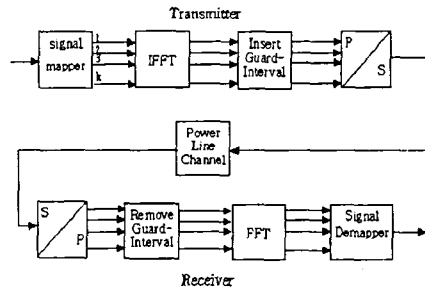 Transmitter
signal
mapper
1
2
3
k
IFFT
Insert
Guard-
Interval
P
S
Power
Line
Channel
S
P
Remove
Guard-
Interval
FFT
Signal
Demapper
Receiver